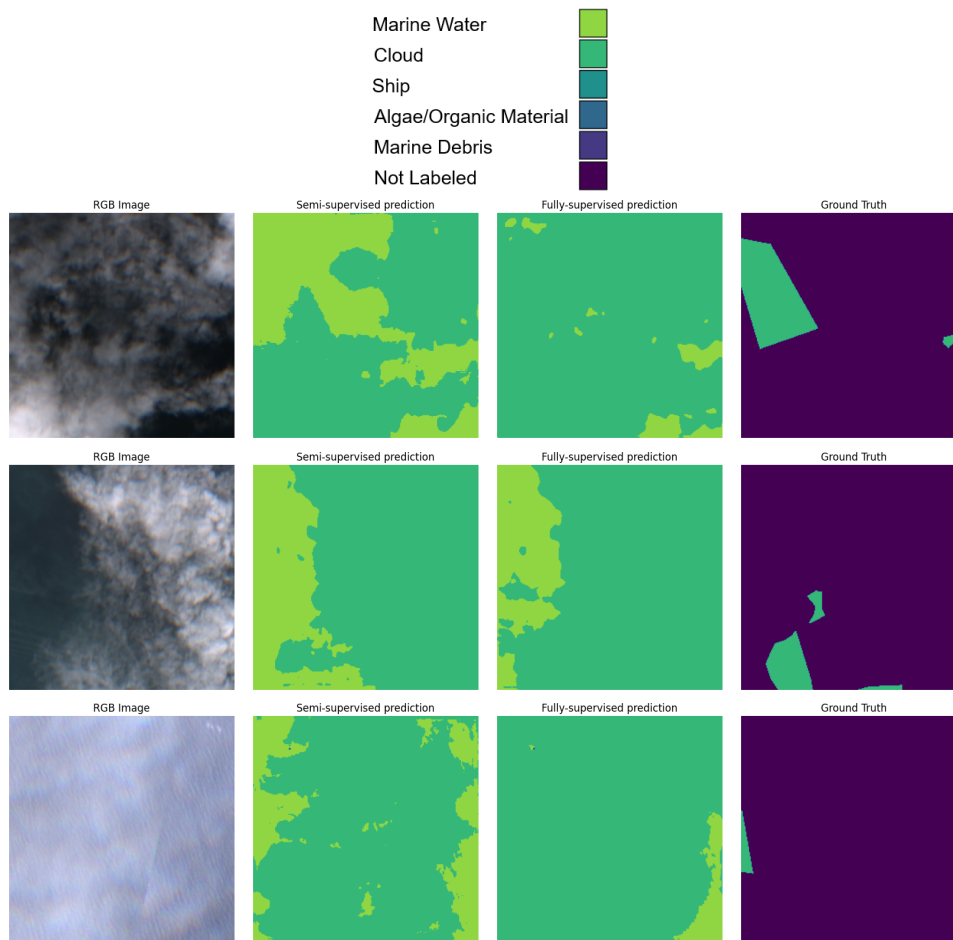 Marine Water
Cloud
Ship
Algae/Organic Material
Marine Debris
Not Labeled
RGB Image
Semi-supervised prediction
Fully-supervised prediction
Ground Truth
RGB Image
Semi-supervised prediction
Fully-supervised prediction
Ground Truth
RGB Image
Semi-supervised prediction
Fully-supervised prediction
Ground Truth